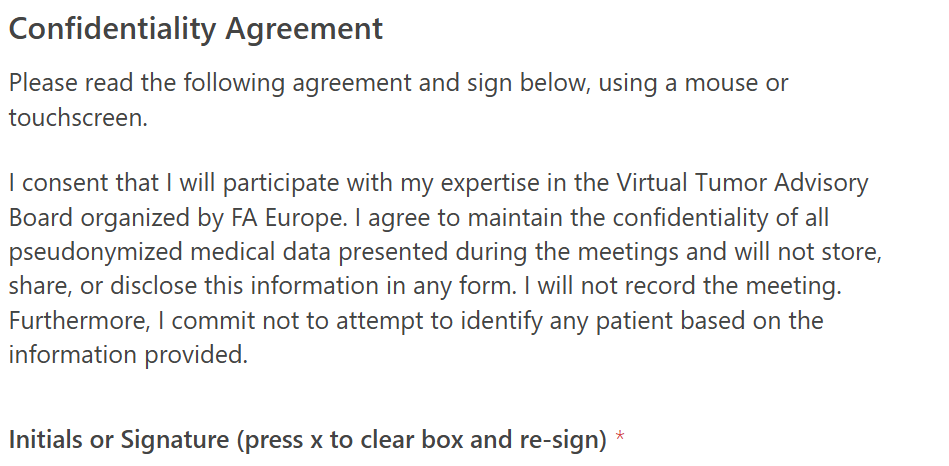 Confidentiality Agreement
Please read the following agreement and sign below, using a mouse or
touchscreen.
I consent that I will participate with my expertise in the Virtual Tumor Advisory
Board organized by FA Europe. I agree to maintain the confidentiality of all
pseudonymized medical data presented during the meetings and will not store,
share, or disclose this information in any form. I will not record the meeting.
Furthermore, I commit not to attempt to identify any patient based on the
information provided.
Initials or Signature (press x to clear box and re-sign) *